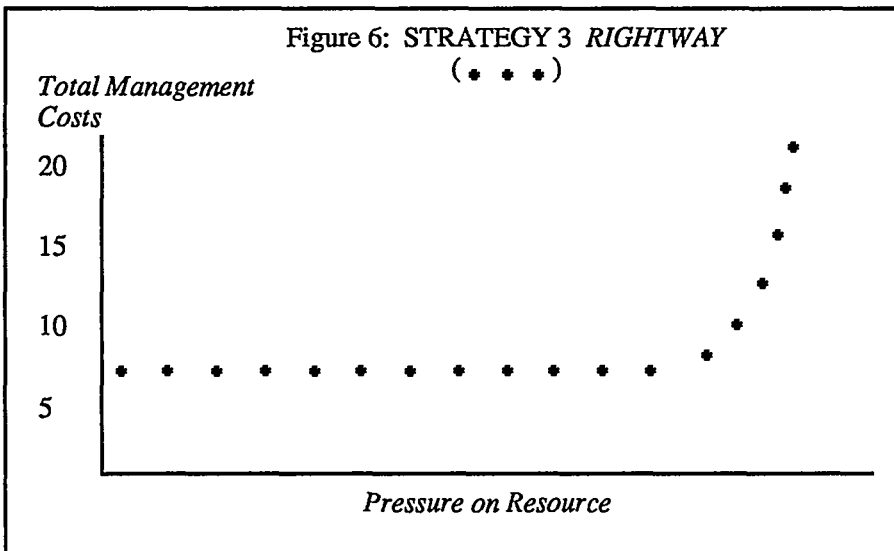 Figure 6: STRATEGY 3 RIGHTWAY
(• • •)
Total Management
Costs
20
15
10
5
Pressure on Resource